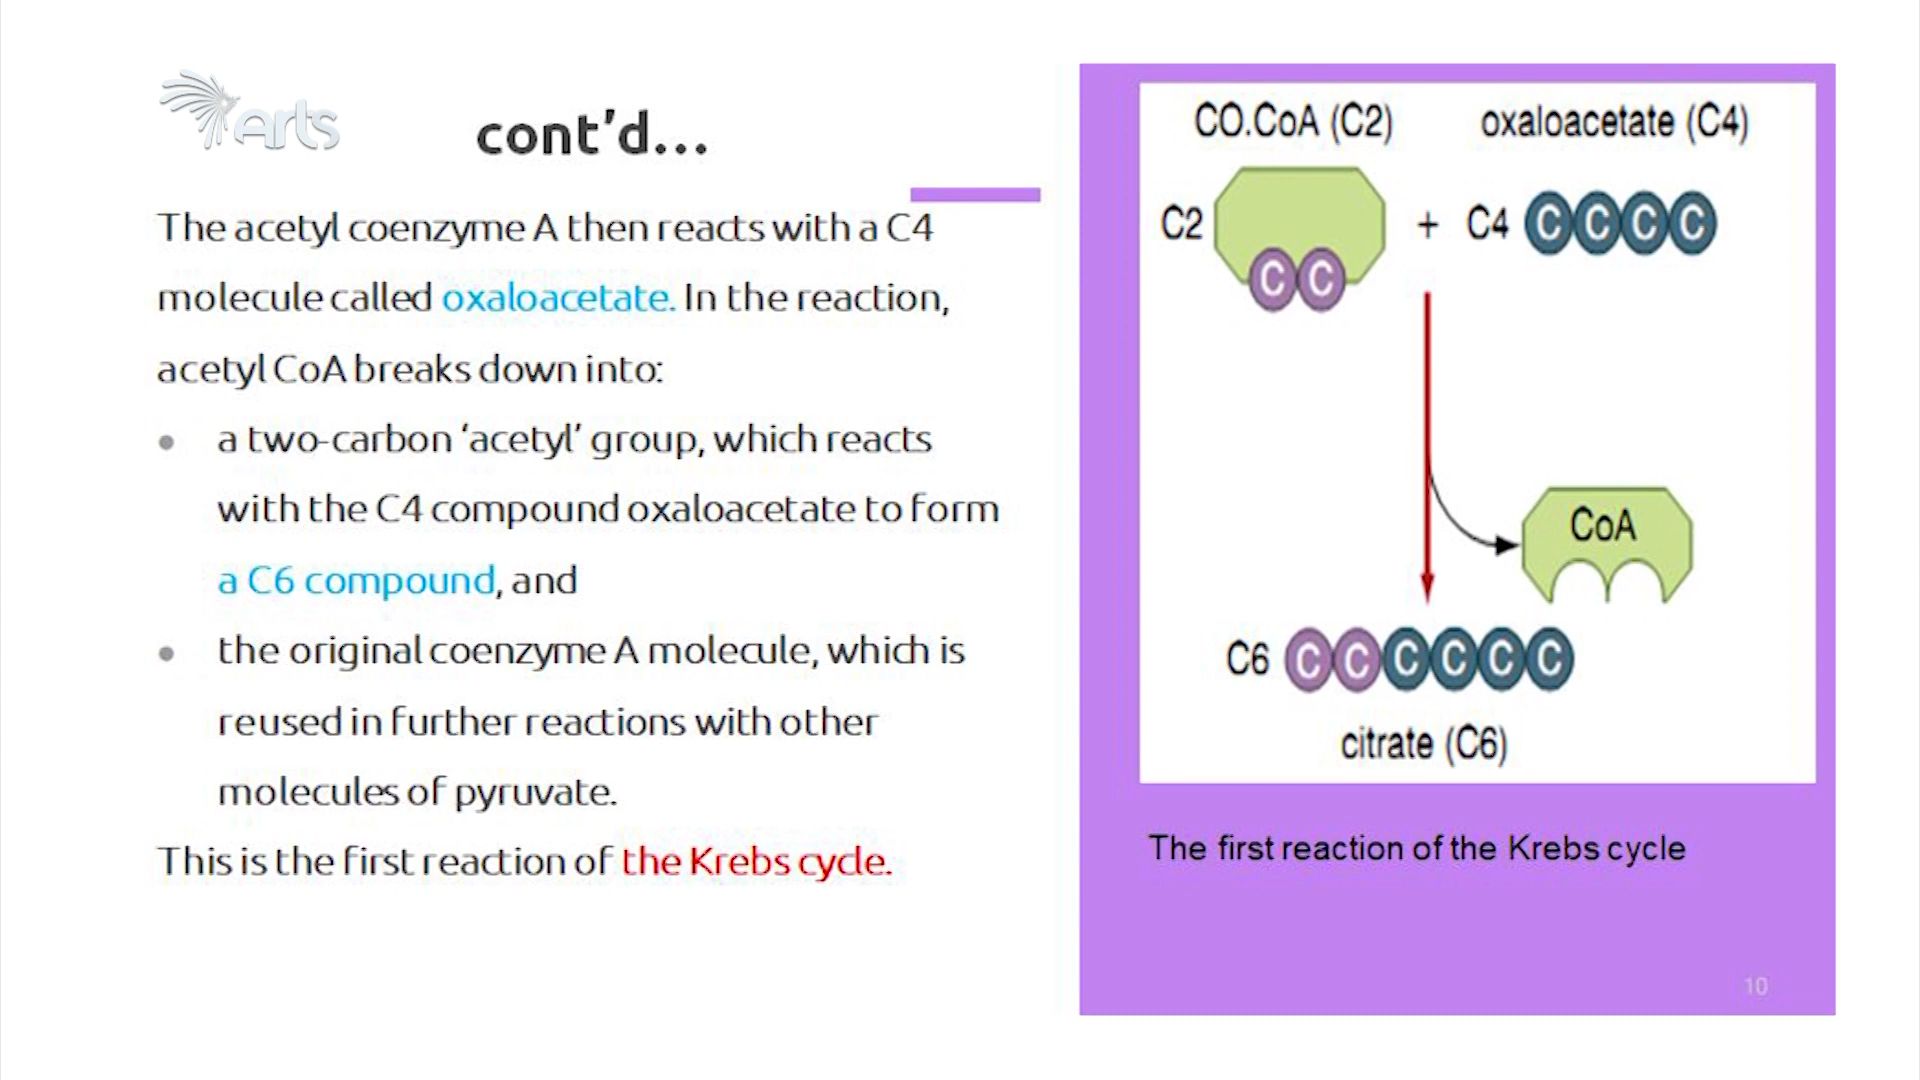 arts
cont’d...
The acetyl coenzyme A then reacts with a C4
molecule called oxaloacetate. In the reaction,
acetyl CoA breaks down into:
● a two-carbon ‘acetyl’ group, which reacts
with the C4 compound oxaloacetate to form
a C6 compound, and
● the original coenzyme A molecule, which is
reused in further reactions with other
molecules of pyruvate.
This is the first reaction of the Krebs cycle.
CO.CoA (C2) oxaloacetate (C4)
C2 + C4 C C C C
C C
CoA
C6 C C C C C C
citrate (C6)
The first reaction of the Krebs cycle
10